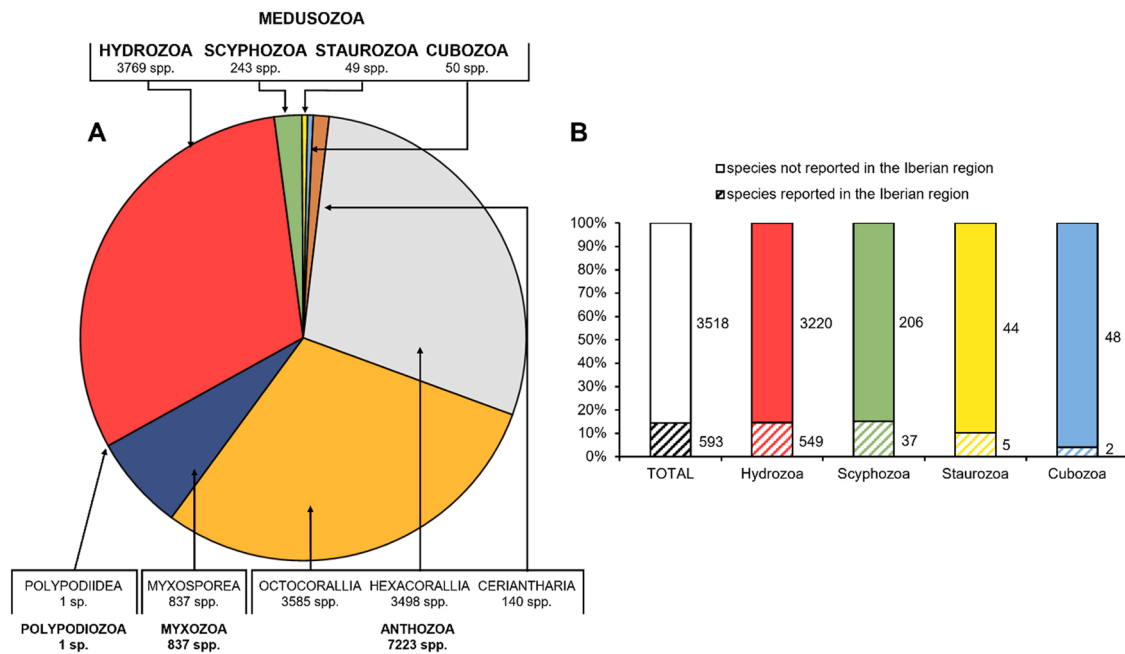 MEDUSOZOA
HYDROZOA SCYPHOZOA STAUROZOA CUBOZOA
3769 spp. 243 spp. 49 spp. 50 spp.
A
POLYPODIIDEA MYXOSPOREA OCTOCORALLIA HEXACORALLIA CERIANTHARIA
1 sp. 837 spp. 3585 spp. 3498 spp. 140 spp.
POLYPODIOZOA MYXOZOA ANTHOZOA
1 sp. 837 spp. 7223 spp.
B
species not reported in the Iberian region
species reported in the Iberian region
100%
90%
80%
70%
60%
50%
40%
30%
20%
10%
0%
3518 3220 206 44 48
593 549 37 5 2
TOTAL Hydrozoa Scyphozoa Staurozoa Cubozoa